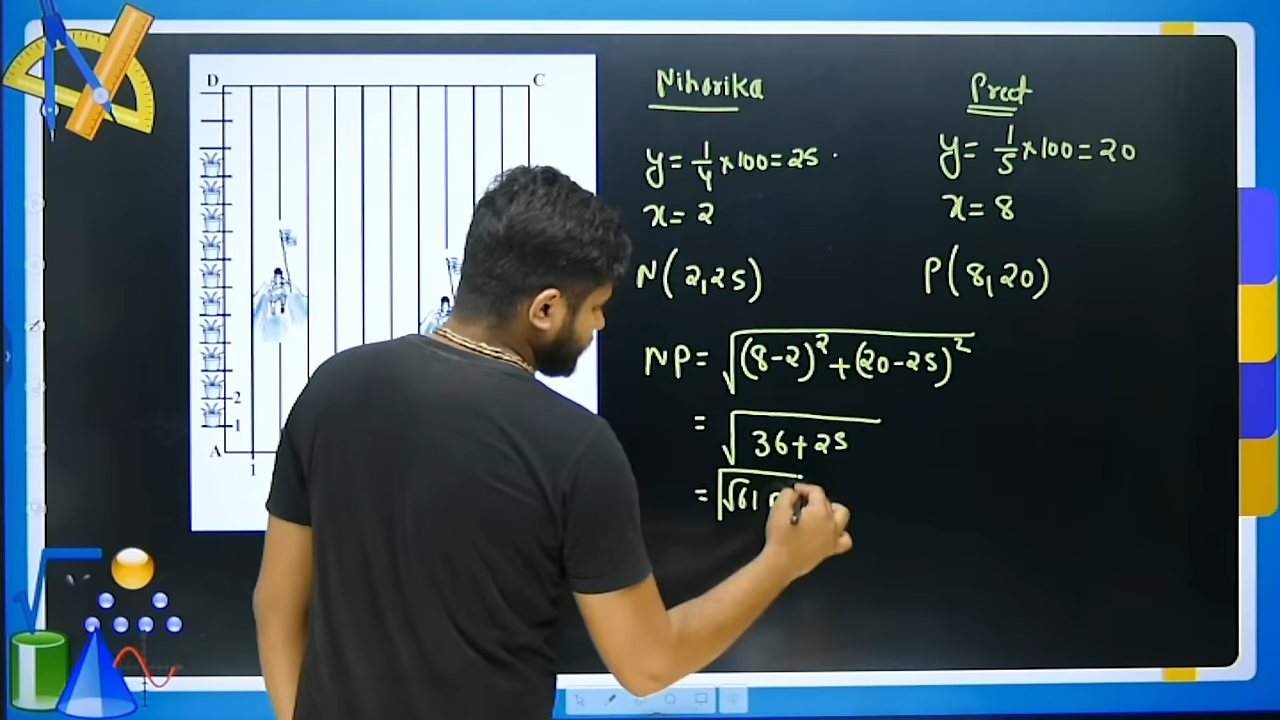 D C
2
1
A
1
Niharika
y = 1/4 × 100 = 25
x = 2
N(2,25)
Preet
y = 1/5 × 100 = 20
x = 8
P(8,20)
NP = √(8-2)² + (20-25)²
= √36+25
= √61